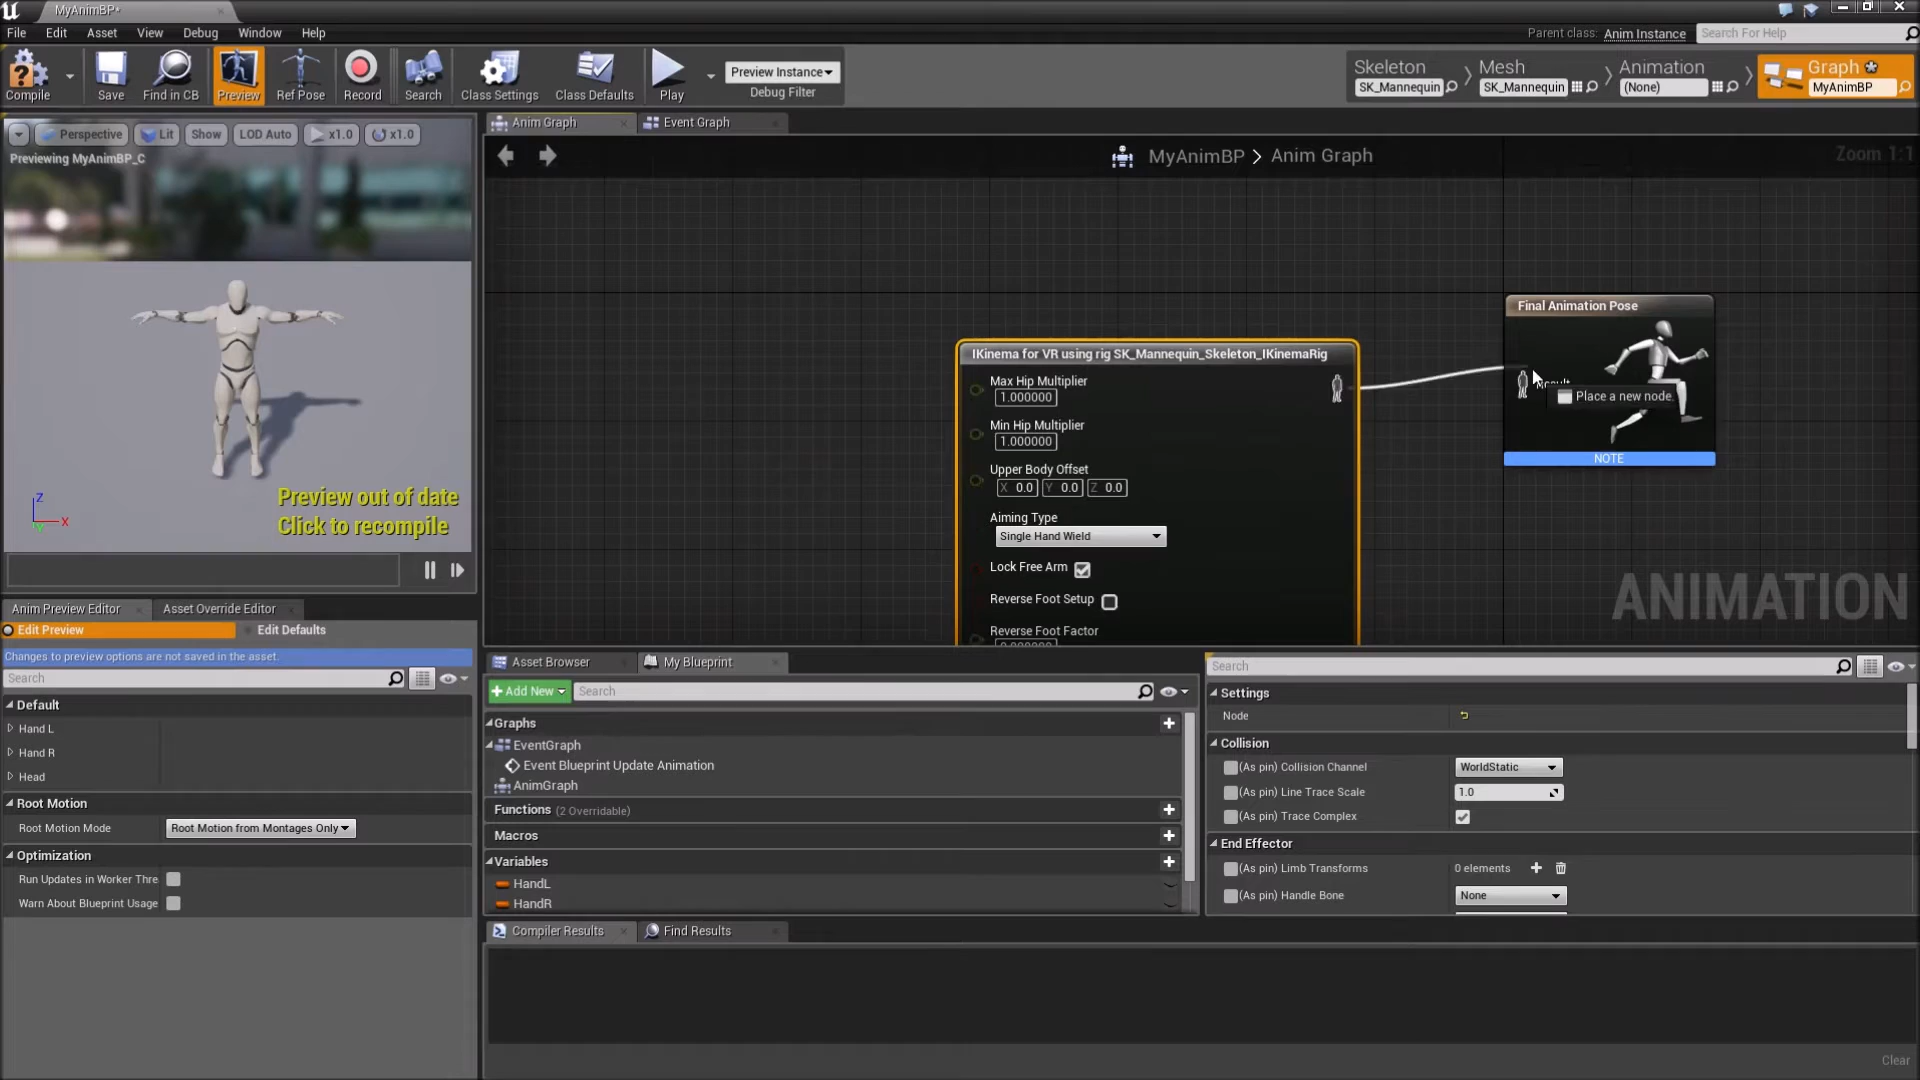 MyAnimBP*
File Edit Asset View Debug Window Help
Parent class: Anim Instance
Search For Help
Compile
Save
Find in CB
Preview
Ref Pose
Record
Search
Class Settings
Class Defaults
Play
Preview Instance
Debug Filter
Skeleton
SK_Mannequin
Mesh
SK_Mannequin
Animation
(None)
Graph
MyAnimBP
Perspective Lit Show LOD Auto x1.0 x1.0
Previewing MyAnimBP_C
Z
X
Y
Preview out of date
Click to recompile
Anim Graph Event Graph
MyAnimBP > Anim Graph
Zoom 1:1
IKinema for VR using rig SK_Mannequin_Skeleton_IKinemaRig
Max Hip Multiplier
1.000000
Min Hip Multiplier
1.000000
Upper Body Offset
X 0.0 Y 0.0 Z 0.0
Aiming Type
Single Hand Wield
Lock Free Arm
Reverse Foot Setup
Reverse Foot Factor
Final Animation Pose
Place a new node.
NOTE
ANIMATION
Anim Preview Editor Asset Override Editor
Edit Preview Edit Defaults
Changes to preview options are not saved in the asset.
Search
Default
Hand L
Hand R
Head
Root Motion
Root Motion Mode Root Motion from Montages Only
Optimization
Run Updates in Worker Thre
Warn About Blueprint Usage
Asset Browser My Blueprint
Add New Search
Graphs
EventGraph
Event Blueprint Update Animation
AnimGraph
Functions (2 Overridable)
Macros
Variables
HandL
HandR
Search
Settings
Node
Collision
(As pin) Collision Channel WorldStatic
(As pin) Line Trace Scale 1.0
(As pin) Trace Complex
End Effector
(As pin) Limb Transforms 0 elements
(As pin) Handle Bone None
Compiler Results Find Results
Clear